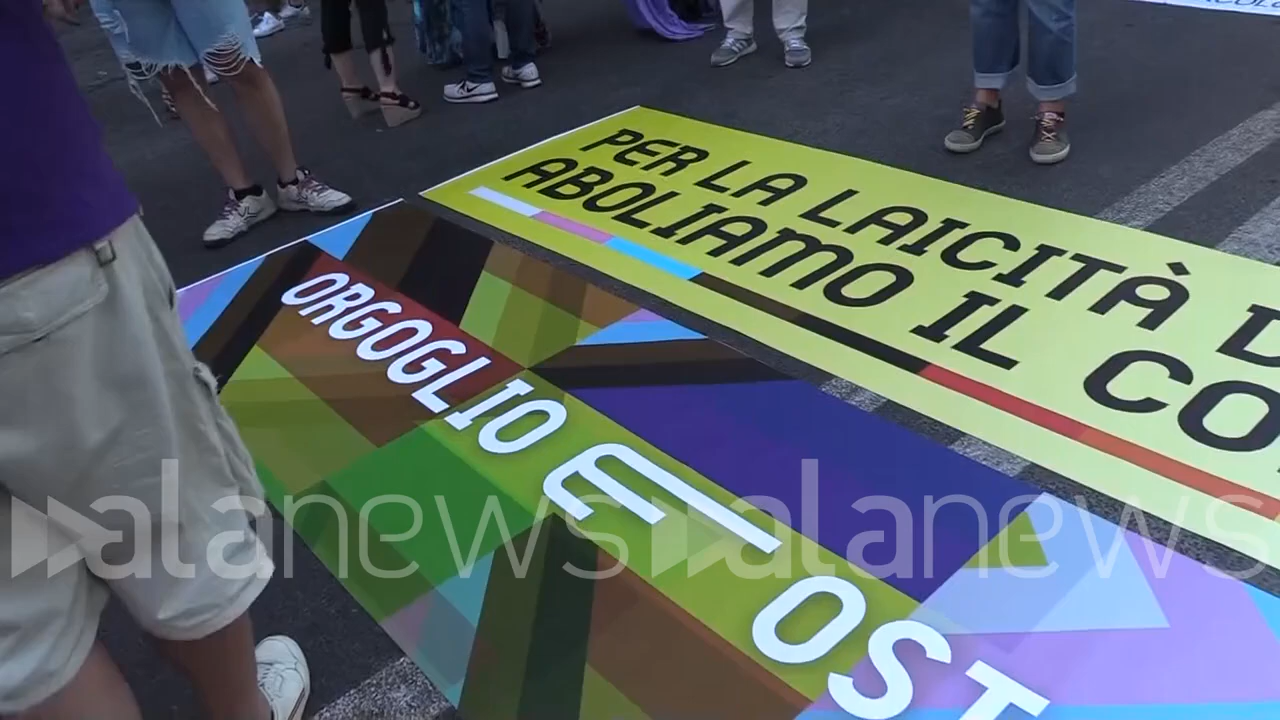 PER LA LAICITÀ D
ABOLIAMO IL CO
ORGOGLIO E OST
alanews alanews